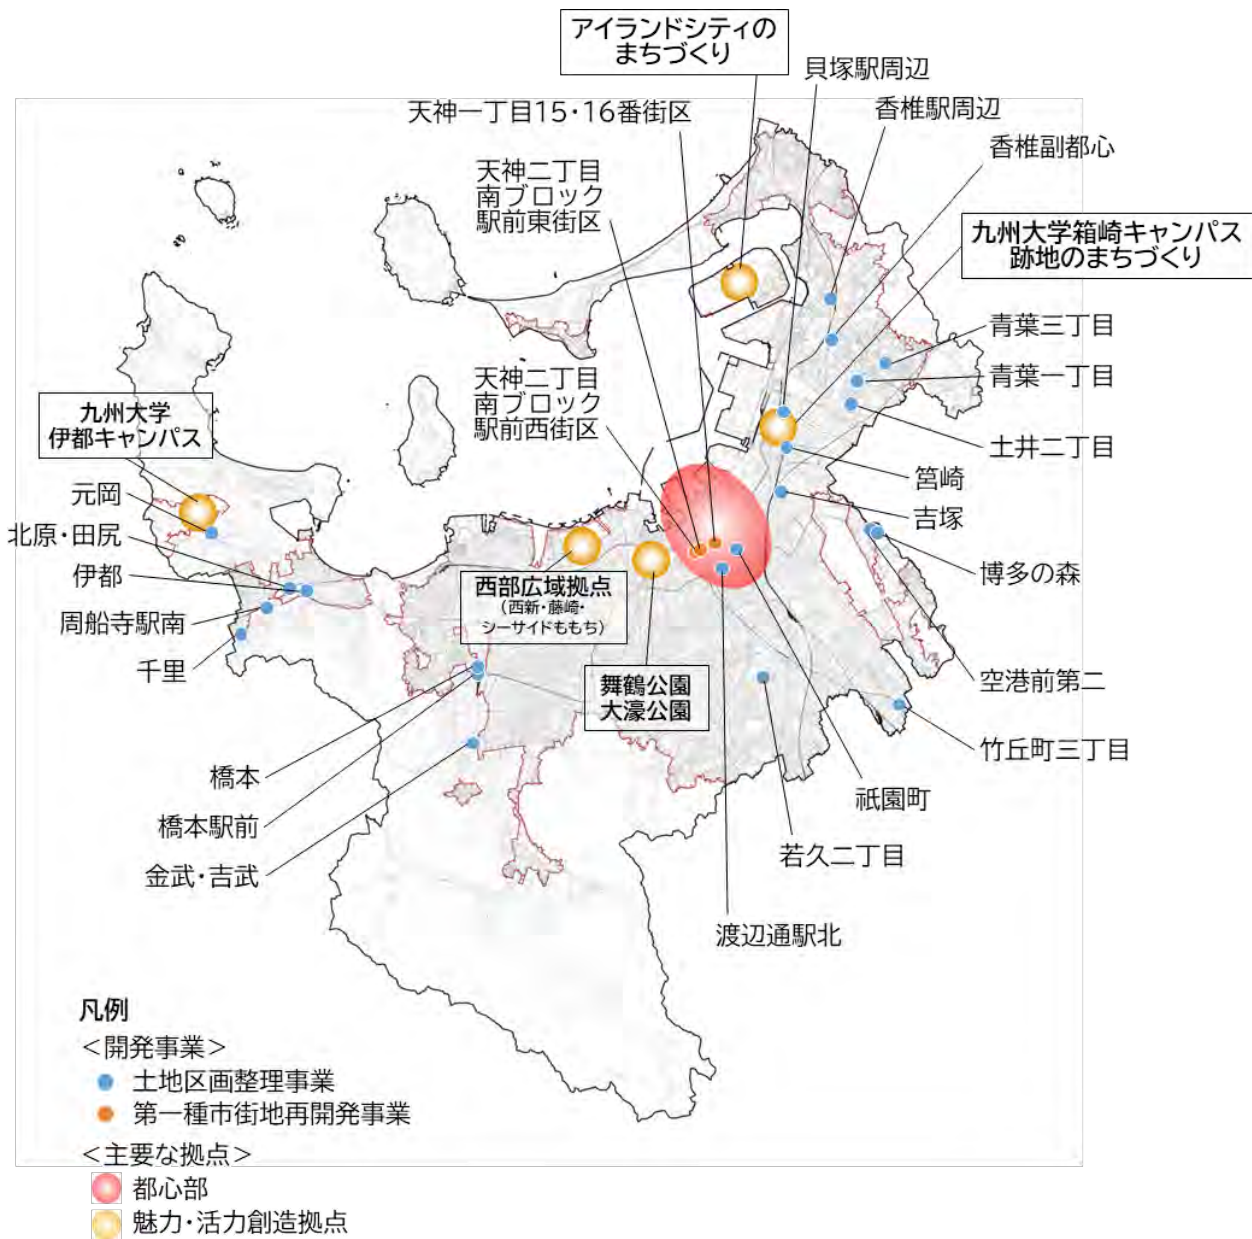 アイランドシティの
まちづくり
貝塚駅周辺
天神一丁目15・16番街区
香椎駅周辺
香椎副都心
天神二丁目
南ブロック
駅前東街区
九州大学箱崎キャンパス
跡地のまちづくり
青葉三丁目
天神二丁目
南ブロック
駅前西街区
青葉一丁目
九州大学
伊都キャンパス
土井二丁目
筥崎
元岡
吉塚
北原・田尻
伊都
博多の森
西部広域拠点
（西新・藤崎・
シーサイドももち）
周船寺駅南
千里
舞鶴公園
大濠公園
空港前第二
竹丘町三丁目
橋本
祇園町
橋本駅前
若久二丁目
金武・吉武
渡辺通駅北
凡例
＜開発事業＞
土地区画整理事業
第一種市街地再開発事業
＜主要な拠点＞
都心部
魅力・活力創造拠点